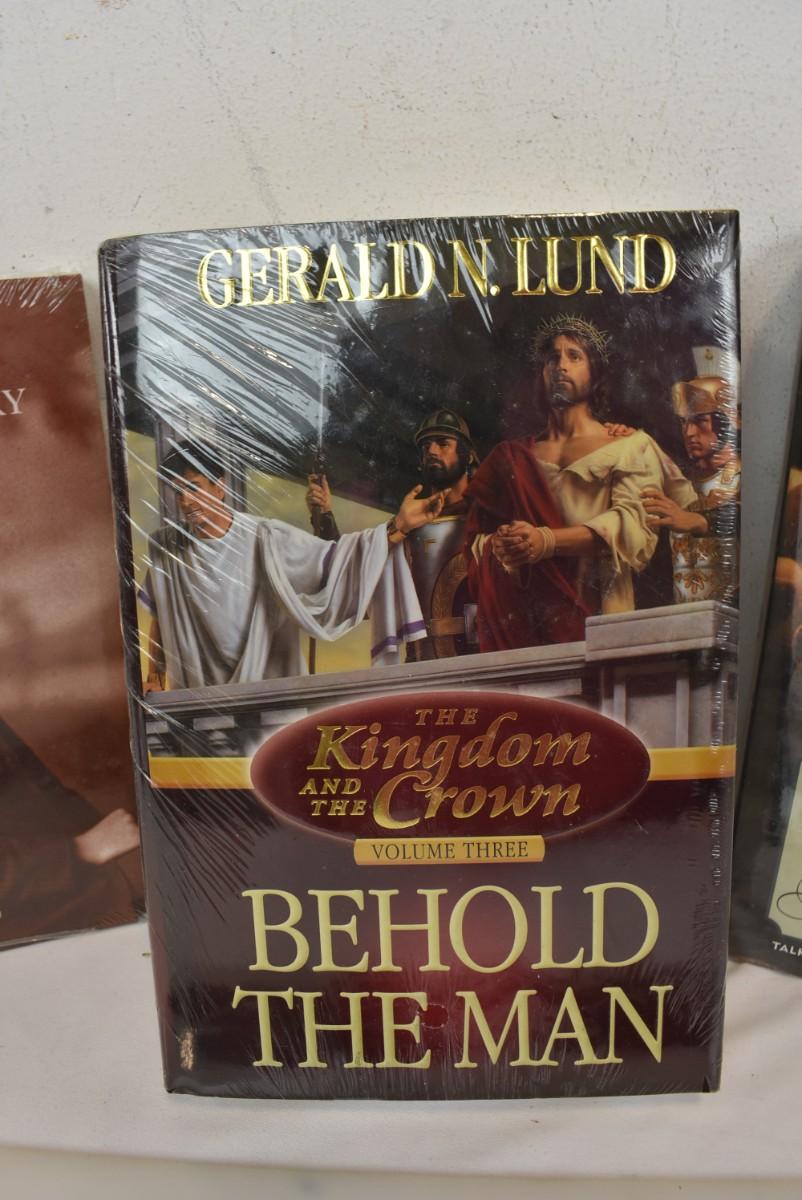 GERALD N. LUND
THE
Kingdom
AND
THE Crown
VOLUME THREE
BEHOLD
THE MAN